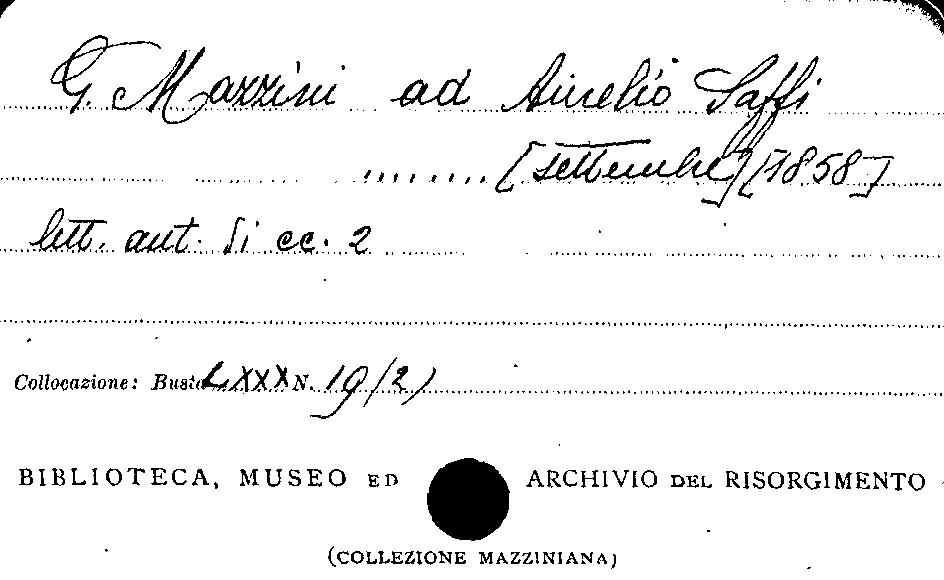 G. Mazzini ad Aurelio Saffi
........[settembre] [1858]
lett. aut. di cc. 2
Collocazione: Busta LXXX N. 19(2)
BIBLIOTECA, MUSEO ED ARCHIVIO DEL RISORGIMENTO
(COLLEZIONE MAZZINIANA)